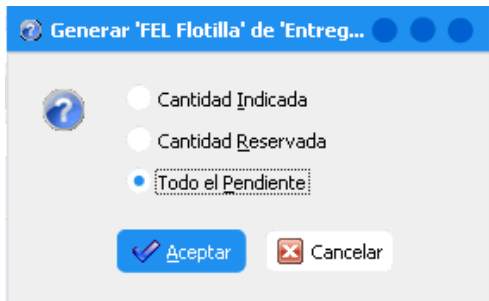 Generar 'FEL Flotilla' de 'Entreg...
Cantidad Indicada
Cantidad Reservada
Todo el Pendiente
Aceptar
Cancelar